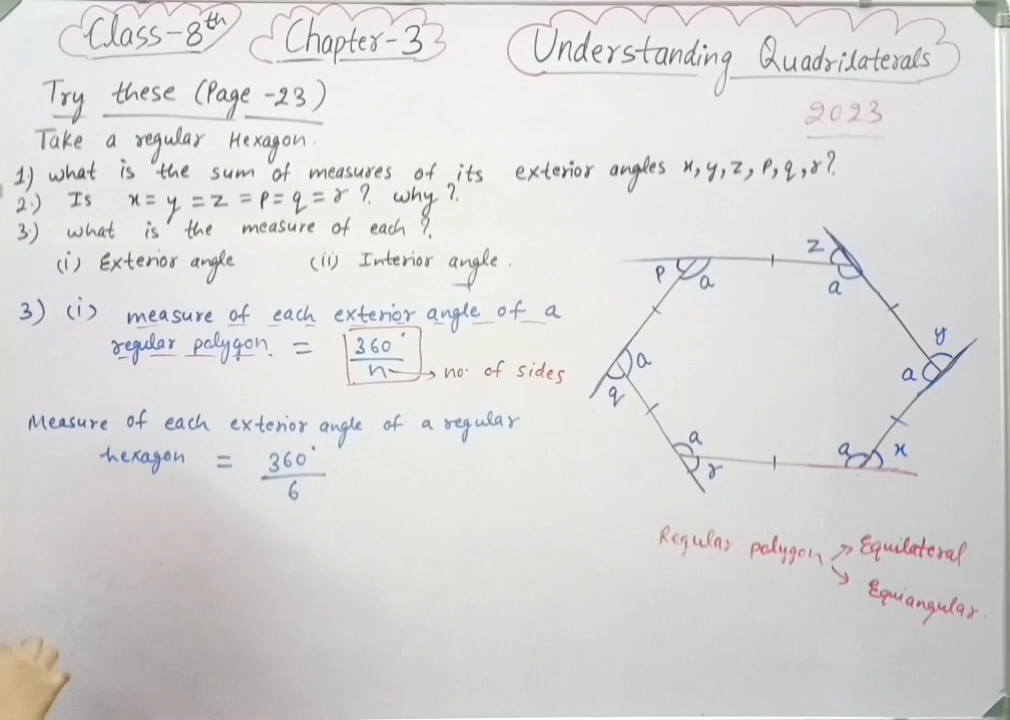 Class-8th Chapter-3 Understanding Quadrilaterals
2023
Try these (Page -23)
Take a regular Hexagon.
1) what is the sum of measures of its exterior angles x, y, z, p, q, r?
2.) Is x = y = z = p = q = r ? why ?
3.) what is the measure of each ?
(i) Exterior angle (ii) Interior angle.
3) (i) measure of each exterior angle of a
regular polygon = 360°
n → no. of sides
Measure of each exterior angle of a regular
hexagon = 360°
6
z
p a
a
y
a
a
q
a
r
a x
Regular polygon → Equilateral
→ Equiangular.